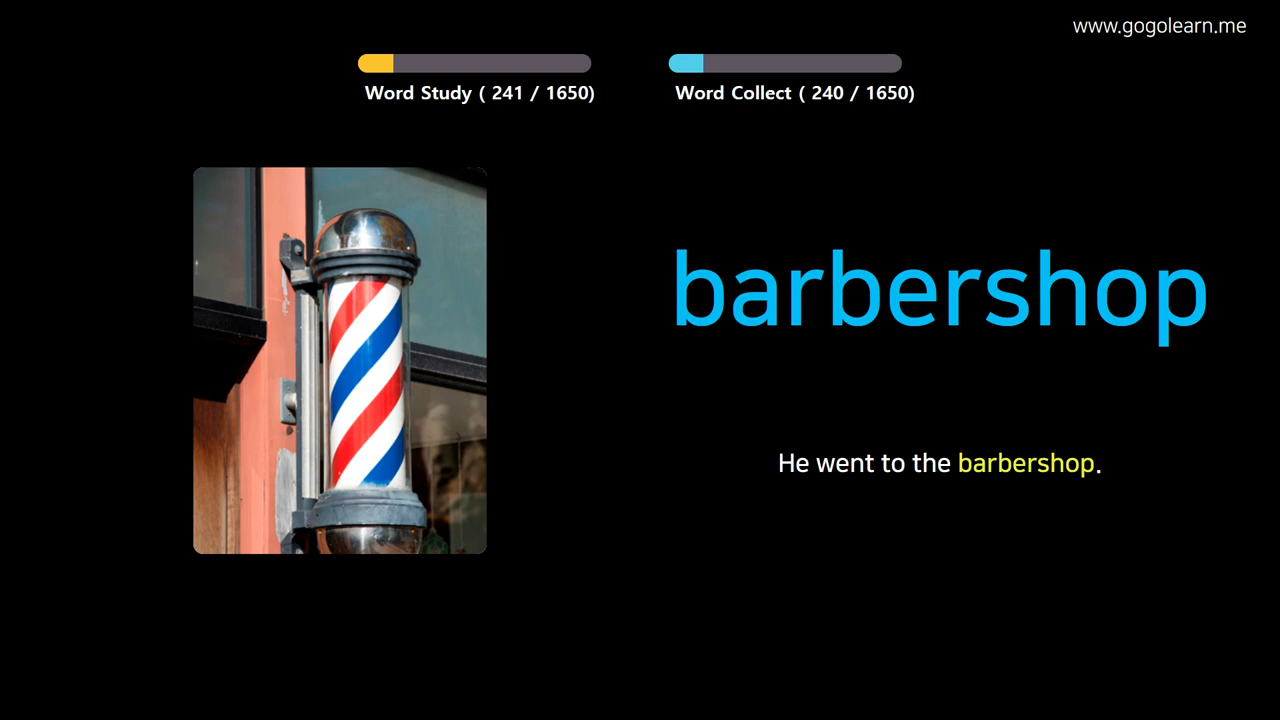 www.gogolearn.me
Word Study ( 241 / 1650)
Word Collect ( 240 / 1650)
barbershop
He went to the barbershop.